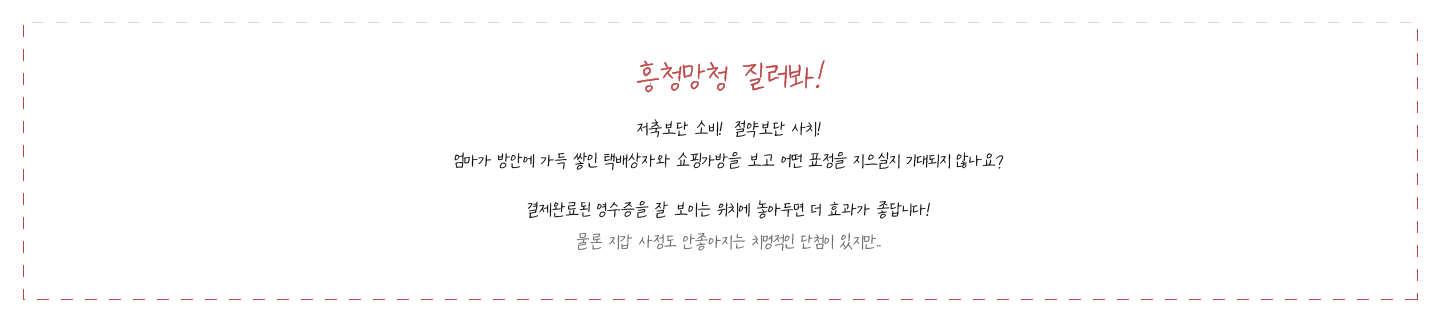 흥청망청 질러봐!
저축보단 소비! 절약보단 사치!
엄마가 방안에 가득 쌓인 택배상자와 쇼핑가방을 보고 어떤 표정을 지으실지 기대되지 않나요?
결제완료된 영수증을 잘 보이는 위치에 놓아두면 더 효과가 좋답니다!
물론 지갑 사정도 안좋아지는 치명적인 단점이 있지만..